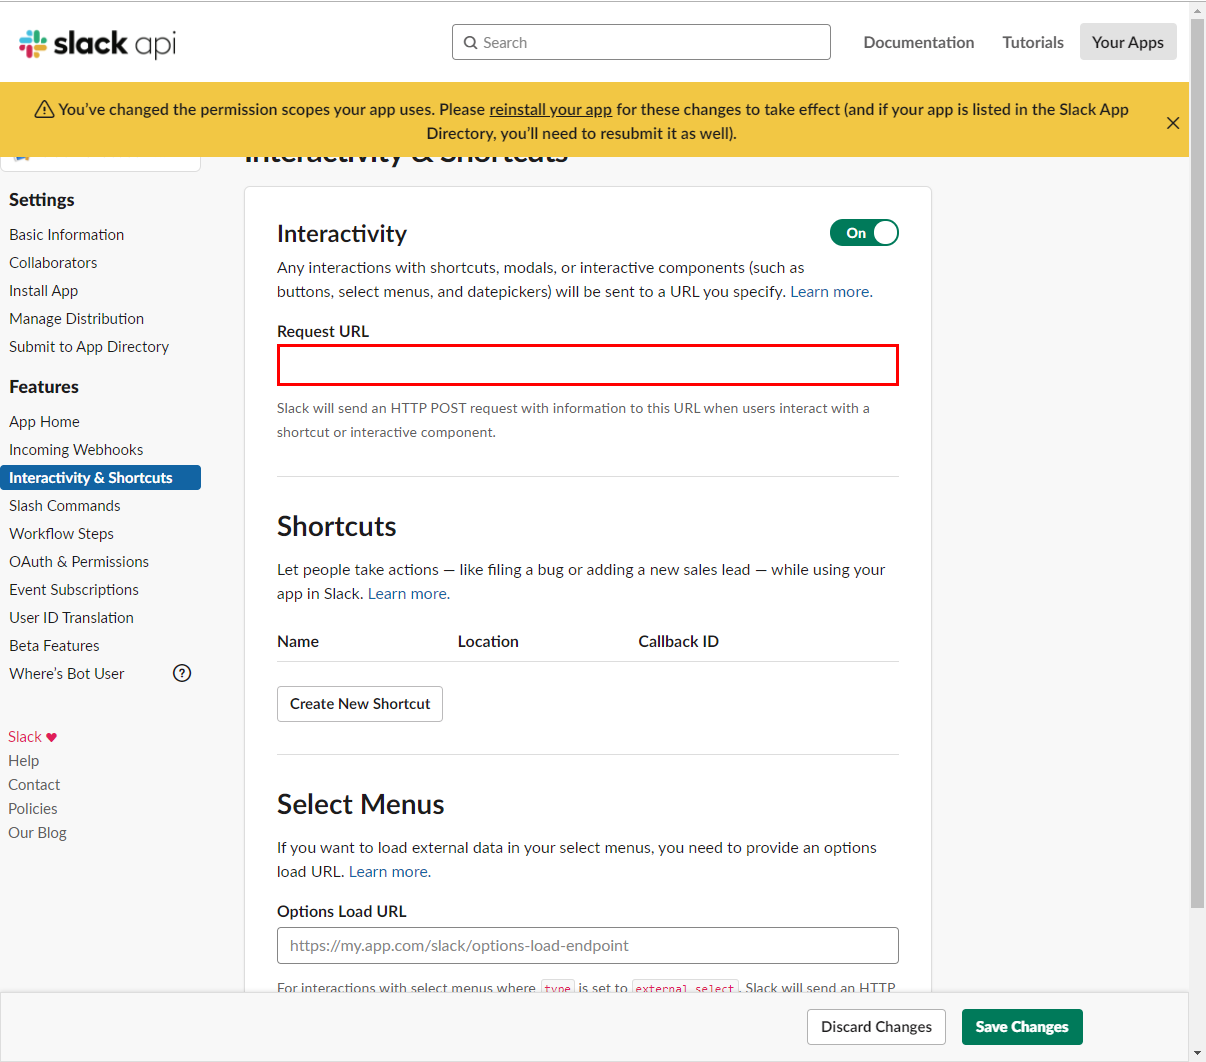 slack api
Search
Documentation
Tutorials
Your Apps
You've changed the permission scopes your app uses. Please reinstall your app for these changes to take effect (and if your app is listed in the Slack App
Directory, you'll need to resubmit it as well).
Interactivity & Shortcuts
Settings
Basic Information
Collaborators
Install App
Manage Distribution
Submit to App Directory
Features
App Home
Incoming Webhooks
Interactivity & Shortcuts
Slash Commands
Workflow Steps
OAuth & Permissions
Event Subscriptions
User ID Translation
Beta Features
Where's Bot User
?
Slack
Help
Contact
Policies
Our Blog
Interactivity
On
Any interactions with shortcuts, modals, or interactive components (such as
buttons, select menus, and datepickers) will be sent to a URL you specify. Learn more.
Request URL
Slack will send an HTTP POST request with information to this URL when users interact with a
shortcut or interactive component.
Shortcuts
Let people take actions — like filing a bug or adding a new sales lead — while using your
app in Slack. Learn more.
Name Location Callback ID
Create New Shortcut
Select Menus
If you want to load external data in your select menus, you need to provide an options
load URL. Learn more.
Options Load URL
https://my.app.com/slack/options-load-endpoint
For interactions with select menus where type is set to external_select, Slack will send an HTTP
Discard Changes
Save Changes